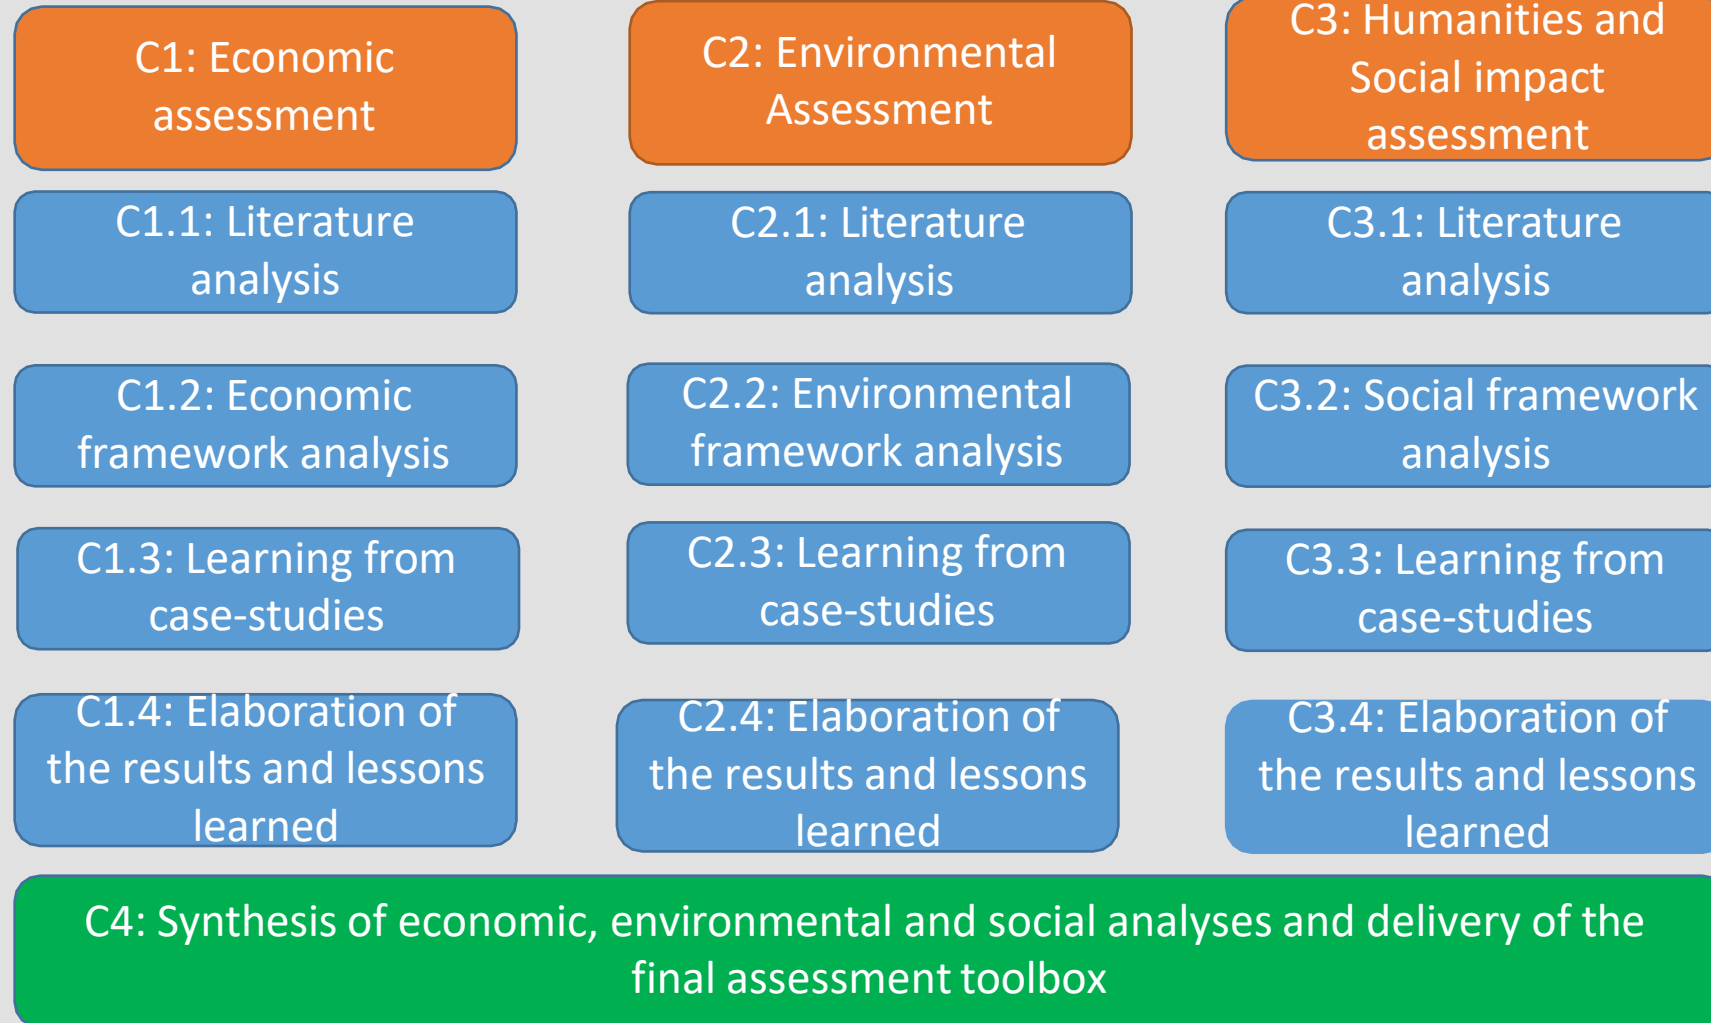 C1: Economic
assessment
C2: Environmental
Assessment
C3: Humanities and
Social impact
assessment
C1.1: Literature
analysis
C2.1: Literature
analysis
C3.1: Literature
analysis
C1.2: Economic
framework analysis
C2.2: Environmental
framework analysis
C3.2: Social framework
analysis
C1.3: Learning from
case-studies
C2.3: Learning from
case-studies
C3.3: Learning from
case-studies
C1.4: Elaboration of
the results and lessons
learned
C2.4: Elaboration of
the results and lessons
learned
C3.4: Elaboration of
the results and lessons
learned
C4: Synthesis of economic, environmental and social analyses and delivery of the
final assessment toolbox